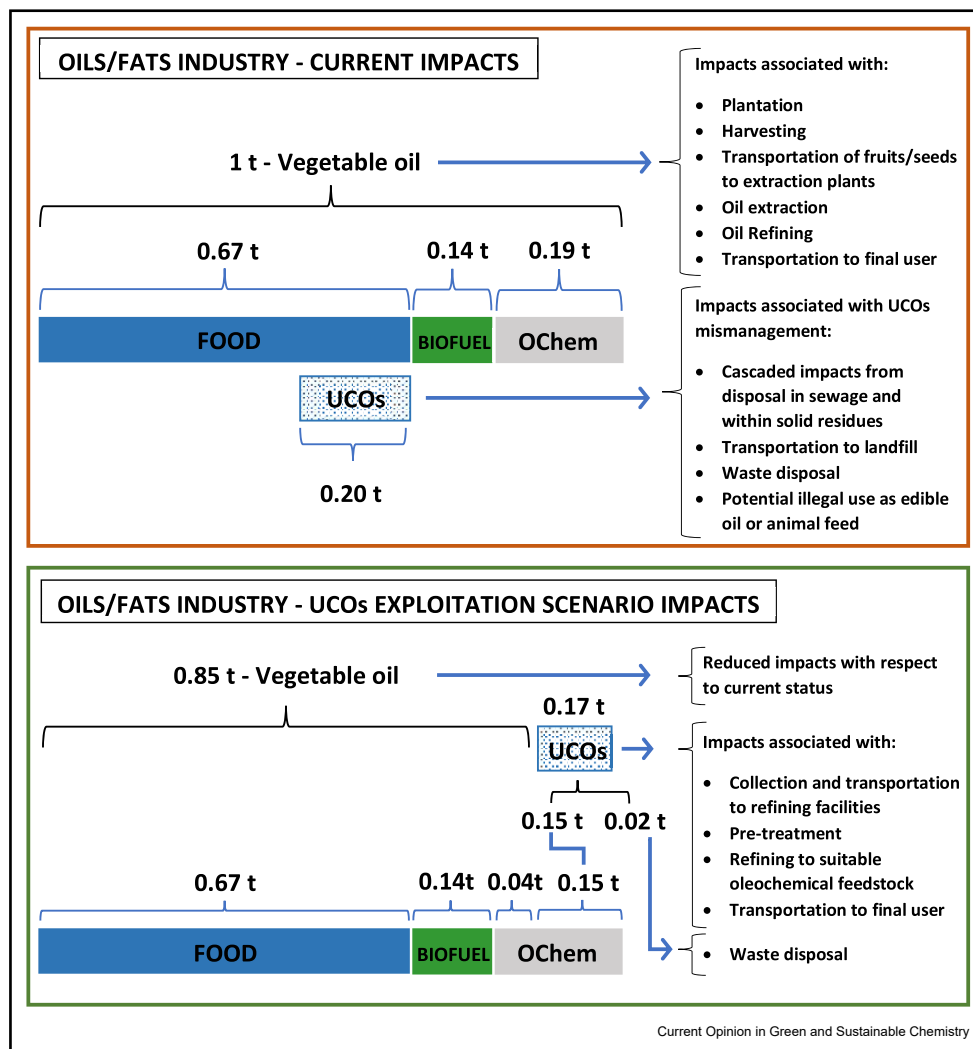 OILS/FATS INDUSTRY - CURRENT IMPACTS
1 t - Vegetable oil
0.67 t
0.14 t
0.19 t
FOOD
BIOFUEL
OChem
UCOs
0.20 t
Impacts associated with:
• Plantation
• Harvesting
• Transportation of fruits/seeds
to extraction plants
• Oil extraction
• Oil Refining
• Transportation to final user
Impacts associated with UCOs
mismanagement:
• Cascaded impacts from
disposal in sewage and
within solid residues
• Transportation to landfill
• Waste disposal
• Potential illegal use as edible
oil or animal feed
OILS/FATS INDUSTRY - UCOs EXPLOITATION SCENARIO IMPACTS
0.85 t - Vegetable oil
0.17 t
UCOs
0.15 t
0.02 t
0.67 t
0.14t
0.04t
0.15 t
FOOD
BIOFUEL
OChem
Reduced impacts with respect
to current status
Impacts associated with:
• Collection and transportation
to refining facilities
• Pre-treatment
• Refining to suitable
oleochemical feedstock
• Transportation to final user
• Waste disposal
Current Opinion in Green and Sustainable Chemistry